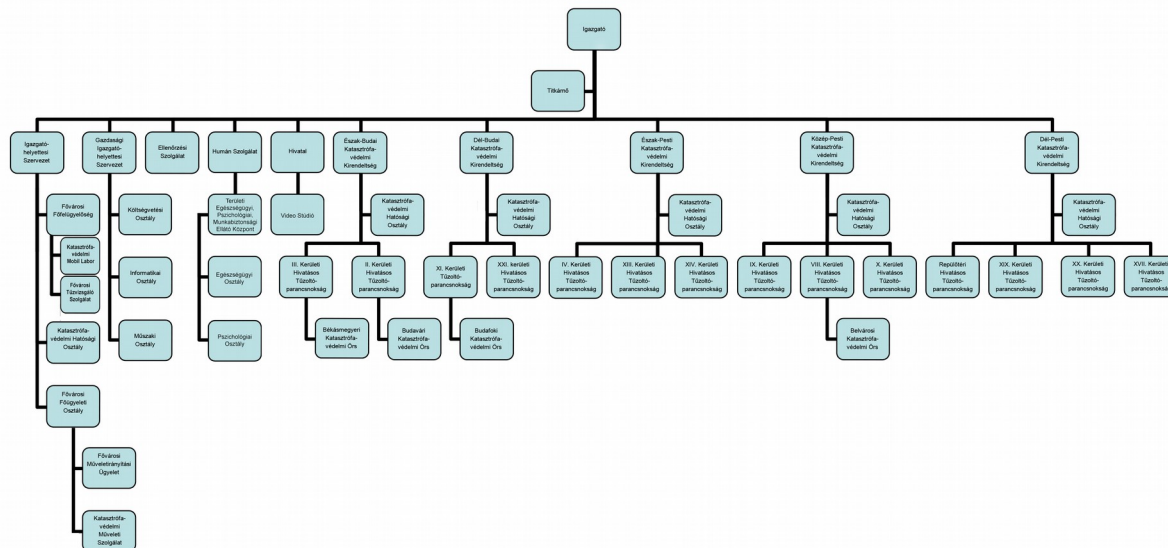 Igazgató
Titkárnő
Igazgató-
helyettesi
Szervezet
Gazdasági
Igazgató-
helyettesi
Szervezet
Ellenőrzési
Szolgálat
Humán Szolgálat
Hivatal
Észak-Budai
Katasztrófa-
védelmi
Kirendeltség
Dél-Budai
Katasztrófa-
védelmi
Kirendeltség
Észak-Pesti
Katasztrófa-
védelmi
Kirendeltség
Közép-Pesti
Katasztrófa-
védelmi
Kirendeltség
Dél-Pesti
Katasztrófa-
védelmi
Kirendeltség
Fővárosi
Főfelügyelőség
Költségvetési
Osztály
Területi
Egészségügyi,
Pszichológiai,
Munkabiztonsági
Ellátó Központ
Video Stúdió
Katasztrófa-
védelmi
Hatósági
Osztály
Katasztrófa-
védelmi
Hatósági
Osztály
Katasztrófa-
védelmi
Hatósági
Osztály
Katasztrófa-
védelmi
Hatósági
Osztály
Katasztrófa-
védelmi
Hatósági
Osztály
Katasztrófa-
védelmi
Mobil Labor
Fővárosi
Tűzvizsgáló
Szolgálat
Informatikai
Osztály
Egészségügyi
Osztály
III. Kerületi
Hivatásos
Tűzoltó-
parancsnokság
II. Kerületi
Hivatásos
Tűzoltó-
parancsnokság
XI. Kerületi
Tűzoltó-
parancsnokság
XXI. kerületi
Hivatásos
Tűzoltó-
parancsnokság
IV. Kerületi
Hivatásos
Tűzoltó-
parancsnokság
XIII. Kerületi
Hivatásos
Tűzoltó-
parancsnokság
XIV. Kerületi
Hivatásos
Tűzoltó-
parancsnokság
IX. Kerületi
Hivatásos
Tűzoltó-
parancsnokság
VIII. Kerületi
Hivatásos
Tűzoltó-
parancsnokság
X. Kerületi
Hivatásos
Tűzoltó-
parancsnokság
Repülőtéri
Hivatásos
Tűzoltó-
parancsnokság
XIX. Kerületi
Hivatásos
Tűzoltó-
parancsnokság
XX. Kerületi
Hivatásos
Tűzoltó-
parancsnokság
XVII. Kerületi
Hivatásos
Tűzoltó-
parancsnokság
Katasztrófa-
védelmi Hatósági
Osztály
Műszaki
Osztály
Pszichológiai
Osztály
Békásmegyeri
Katasztrófa-
védelmi Őrs
Budavári
Katasztrófa-
védelmi Őrs
Budafoki
Katasztrófa-
védelmi Őrs
Belvárosi
Katasztrófa-
védelmi Őrs
Fővárosi
Főügyeleti
Osztály
Fővárosi
Műveletirányítási
Ügyelet
Katasztrófa-
védelmi
Műveleti
Szolgálat